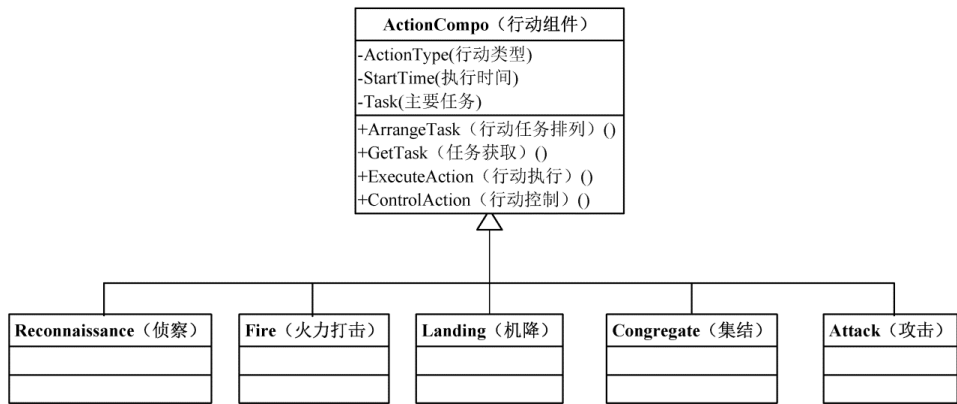 ActionCompo（行动组件）
-ActionType(行动类型)
-StartTime(执行时间)
-Task(主要任务)
+ArrangeTask（行动任务排列）()
+GetTask（任务获取）()
+ExecuteAction（行动执行）()
+ControlAction（行动控制）()
Reconnaissance（侦察）
Fire（火力打击）
Landing（机降）
Congregate（集结）
Attack（攻击）